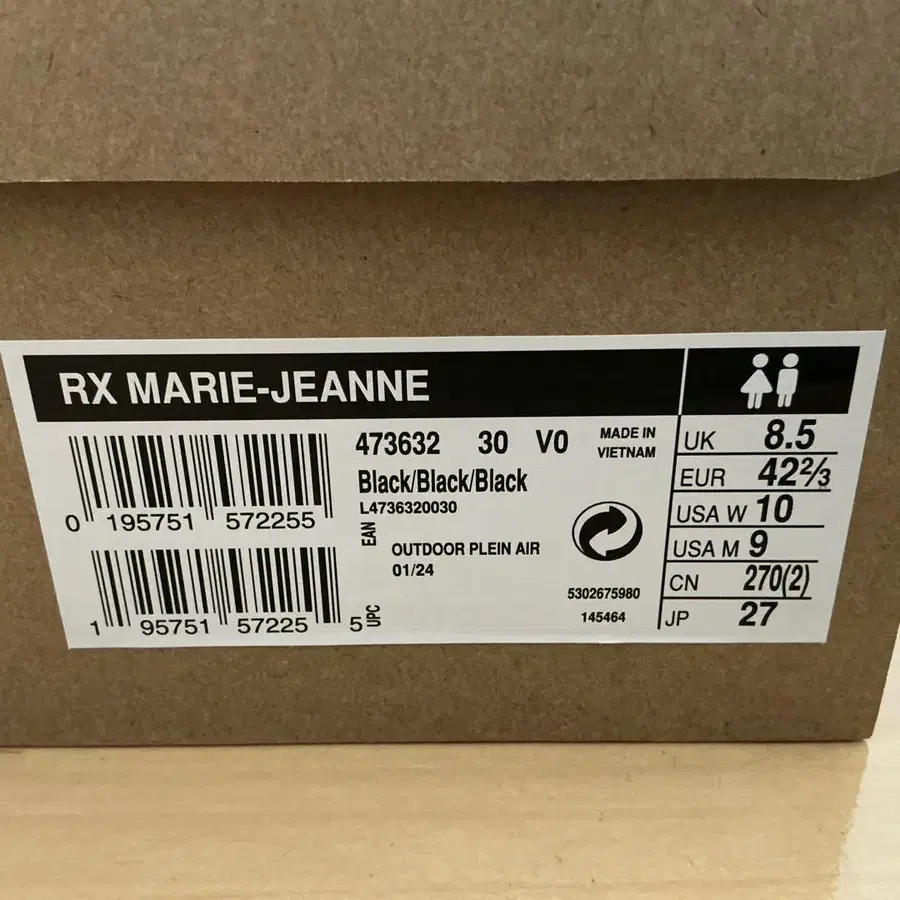 RX MARIE-JEANNE
473632 30 V0
MADE IN
VIETNAM
Black/Black/Black
L4736320030
EAN
0 195751 572255
OUTDOOR PLEIN AIR
01/24
5302675980
145464
1 95751 57225 5
UPC
UK 8.5
EUR 42⅔
USA W 10
USA M 9
CN 270(2)
JP 27